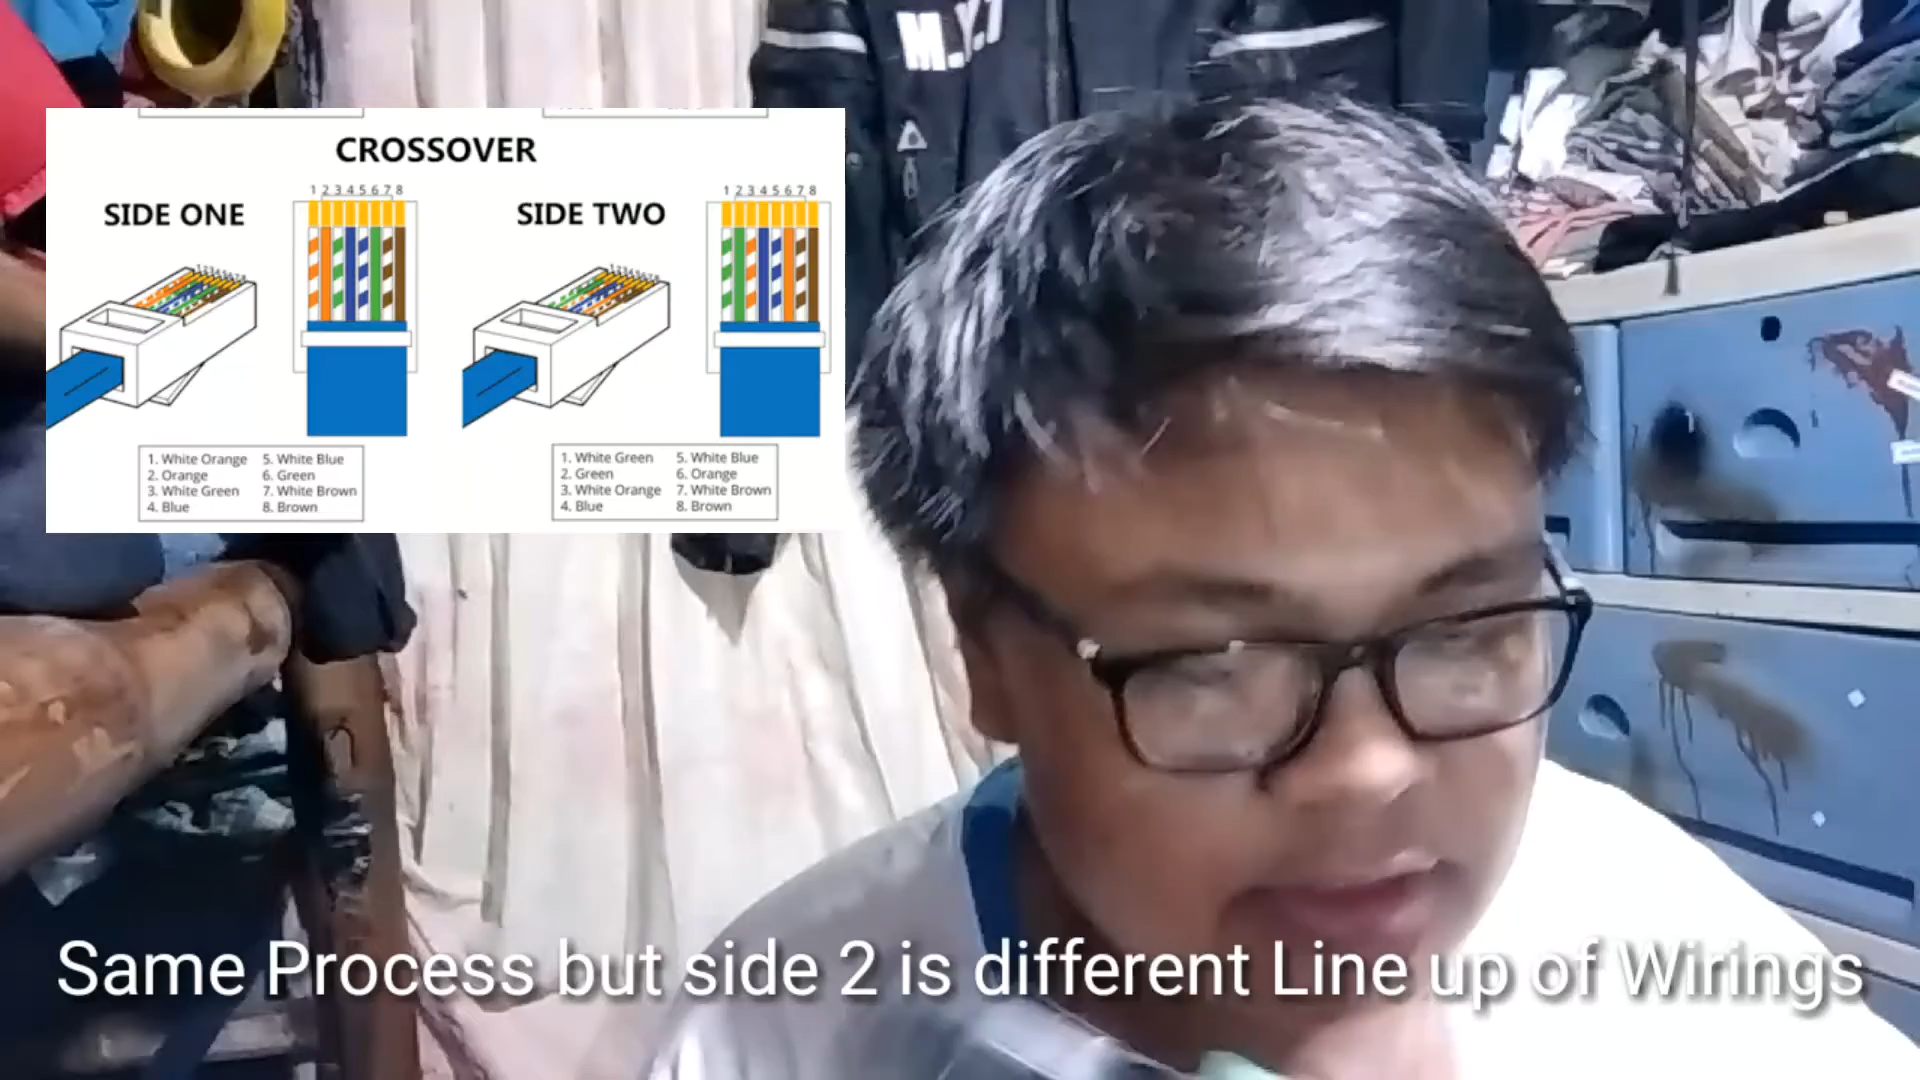 M.Y.7
CROSSOVER
SIDE ONE
1 2 3 4 5 6 7 8
SIDE TWO
1 2 3 4 5 6 7 8
1. White Orange 5. White Blue
2. Orange 6. Green
3. White Green 7. White Brown
4. Blue 8. Brown
1. White Green 5. White Blue
2. Green 6. Orange
3. White Orange 7. White Brown
4. Blue 8. Brown
Same Process but side 2 is different Line up of Wirings